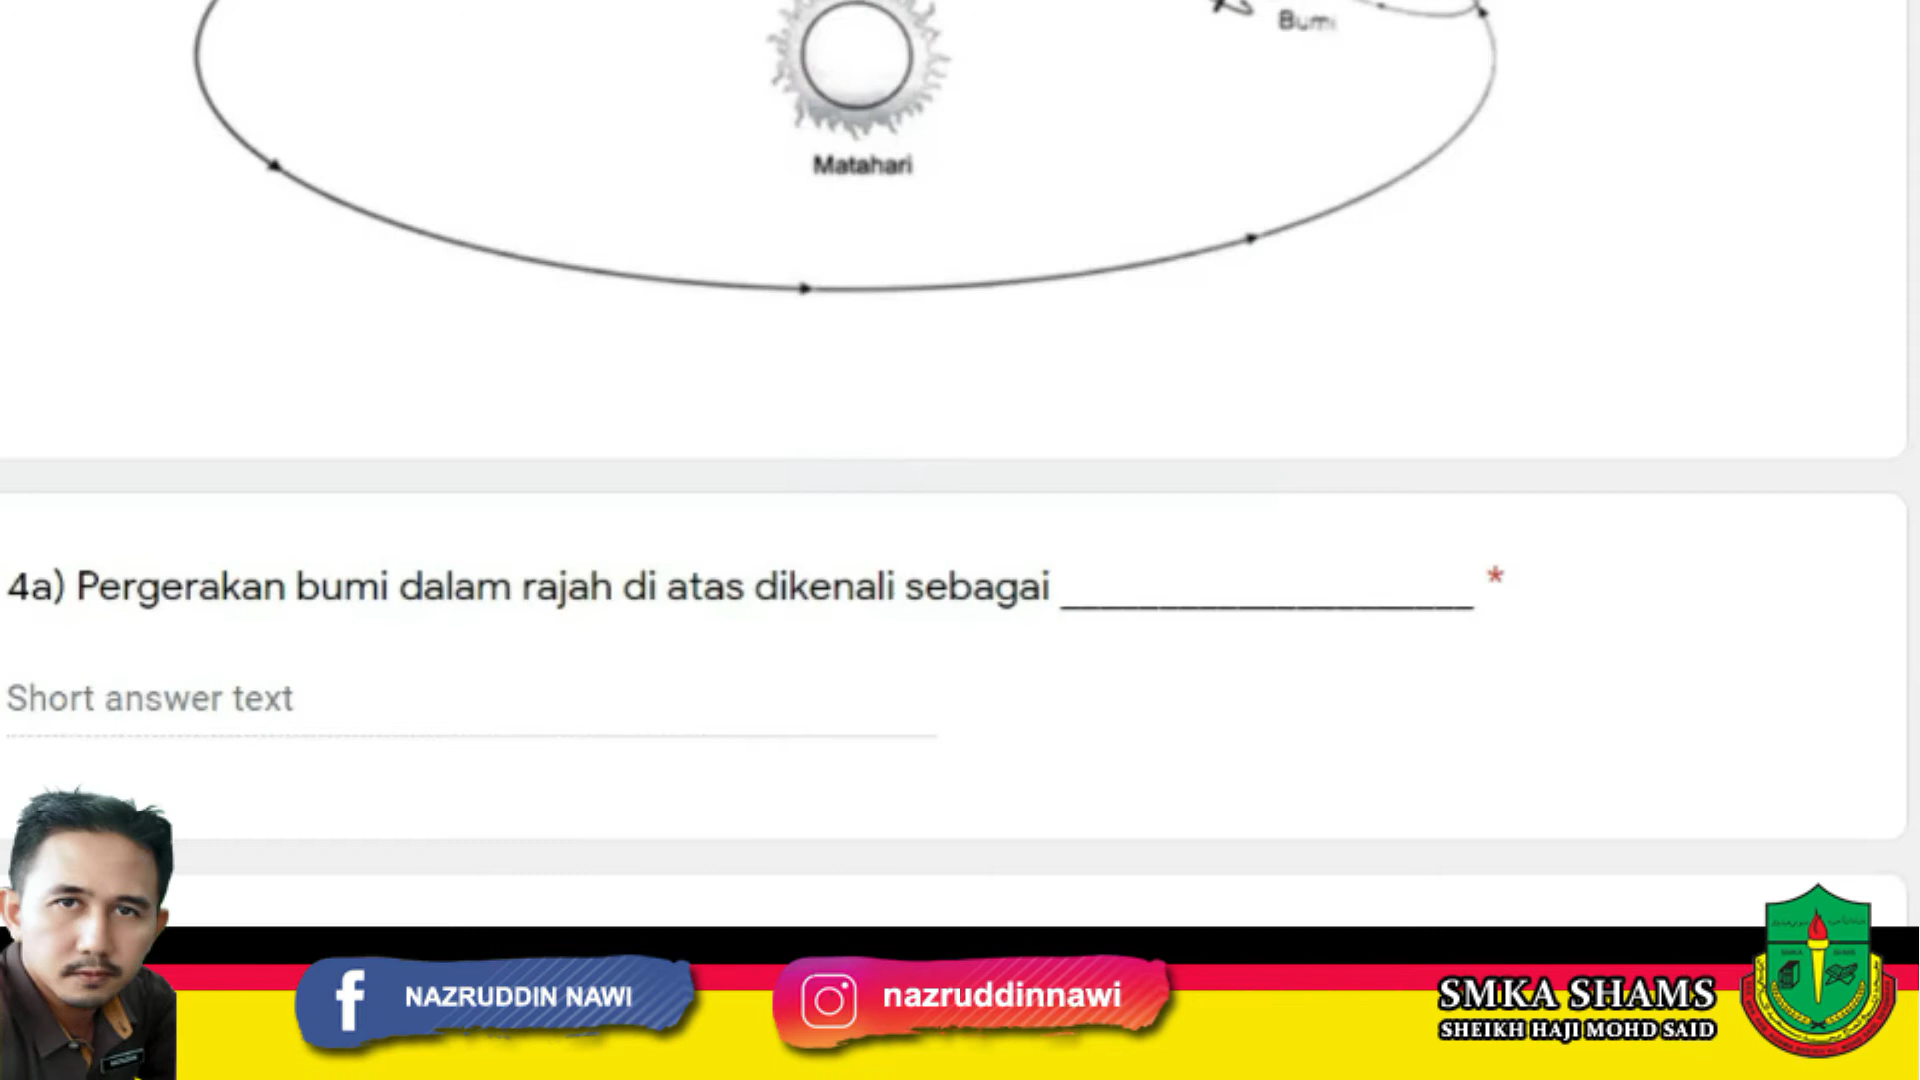 Bumi
Matahari
4a) Pergerakan bumi dalam rajah di atas dikenali sebagai ____________________ *
Short answer text
NAZRUDDIN NAWI
nazruddinnawi
SMKA SHAMS
SHEIKH HAJI MOHD SAID